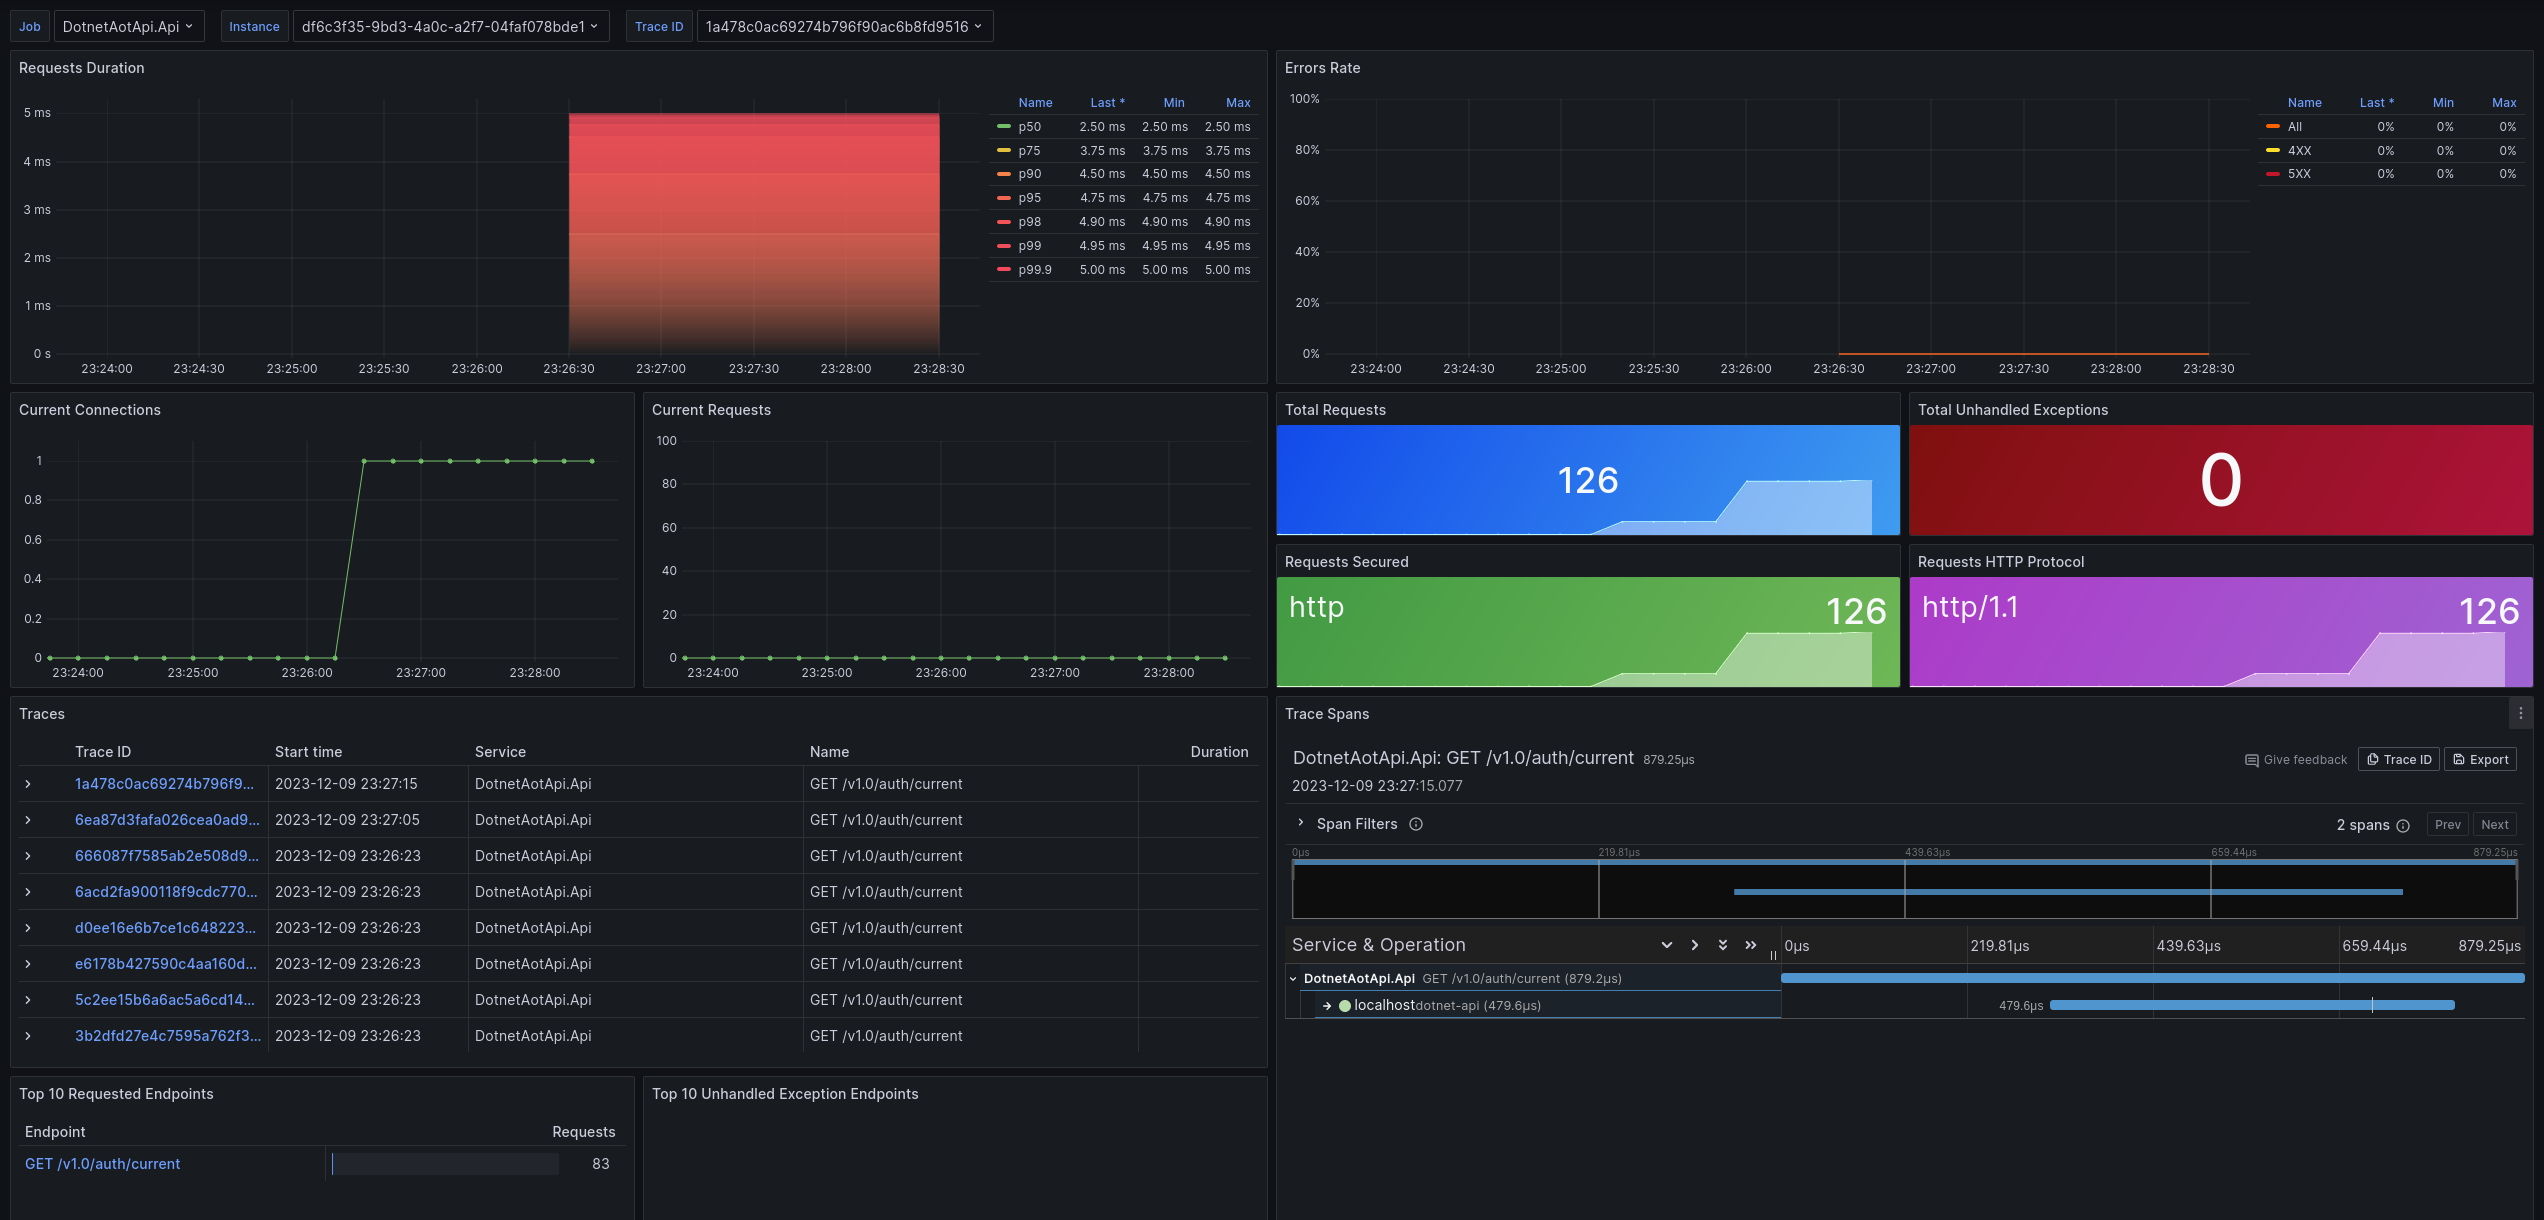 Job DotnetAotApi.Api Instance df6c3f35-9bd3-4a0c-a2f7-04faf078bde1 Trace ID 1a478c0ac69274b796f90ac6b8fd9516
Requests Duration
5 ms
4 ms
3 ms
2 ms
1 ms
0 s
23:24:00 23:24:30 23:25:00 23:25:30 23:26:00 23:26:30 23:27:00 23:27:30 23:28:00 23:28:30
Name Last * Min Max
p50 2.50 ms 2.50 ms 2.50 ms
p75 3.75 ms 3.75 ms 3.75 ms
p90 4.50 ms 4.50 ms 4.50 ms
p95 4.75 ms 4.75 ms 4.75 ms
p98 4.90 ms 4.90 ms 4.90 ms
p99 4.95 ms 4.95 ms 4.95 ms
p99.9 5.00 ms 5.00 ms 5.00 ms
Errors Rate
100%
80%
60%
40%
20%
0%
23:24:00 23:24:30 23:25:00 23:25:30 23:26:00 23:26:30 23:27:00 23:27:30 23:28:00 23:28:30
Name Last * Min Max
All 0% 0% 0%
4XX 0% 0% 0%
5XX 0% 0% 0%
Current Connections
1
0.8
0.6
0.4
0.2
0
23:24:00 23:25:00 23:26:00 23:27:00 23:28:00
Current Requests
100
80
60
40
20
0
23:24:00 23:25:00 23:26:00 23:27:00 23:28:00
Total Requests
126
Total Unhandled Exceptions
0
Requests Secured
http 126
Requests HTTP Protocol
http/1.1 126
Traces
Trace ID Start time Service Name Duration
1a478c0ac69274b796f9... 2023-12-09 23:27:15 DotnetAotApi.Api GET /v1.0/auth/current
6ea87d3fafa026cea0ad9... 2023-12-09 23:27:05 DotnetAotApi.Api GET /v1.0/auth/current
666087f7585ab2e508d9... 2023-12-09 23:26:23 DotnetAotApi.Api GET /v1.0/auth/current
6acd2fa900118f9cdc770... 2023-12-09 23:26:23 DotnetAotApi.Api GET /v1.0/auth/current
d0ee16e6b7ce1c648223... 2023-12-09 23:26:23 DotnetAotApi.Api GET /v1.0/auth/current
e6178b427590c4aa160d... 2023-12-09 23:26:23 DotnetAotApi.Api GET /v1.0/auth/current
5c2ee15b6a6ac5a6cd14... 2023-12-09 23:26:23 DotnetAotApi.Api GET /v1.0/auth/current
3b2dfd27e4c7595a762f3... 2023-12-09 23:26:23 DotnetAotApi.Api GET /v1.0/auth/current
Trace Spans
DotnetAotApi.Api: GET /v1.0/auth/current 879.25µs
Give feedback Trace ID Export
2023-12-09 23:27:15.077
Span Filters 2 spans Prev Next
0µs 219.81µs 439.63µs 659.44µs 879.25µs
Service & Operation 0µs 219.81µs 439.63µs 659.44µs 879.25µs
DotnetAotApi.Api GET /v1.0/auth/current (879.2µs)
localhost dotnet-api (479.6µs) 479.6µs
Top 10 Requested Endpoints
Endpoint Requests
GET /v1.0/auth/current 83
Top 10 Unhandled Exception Endpoints